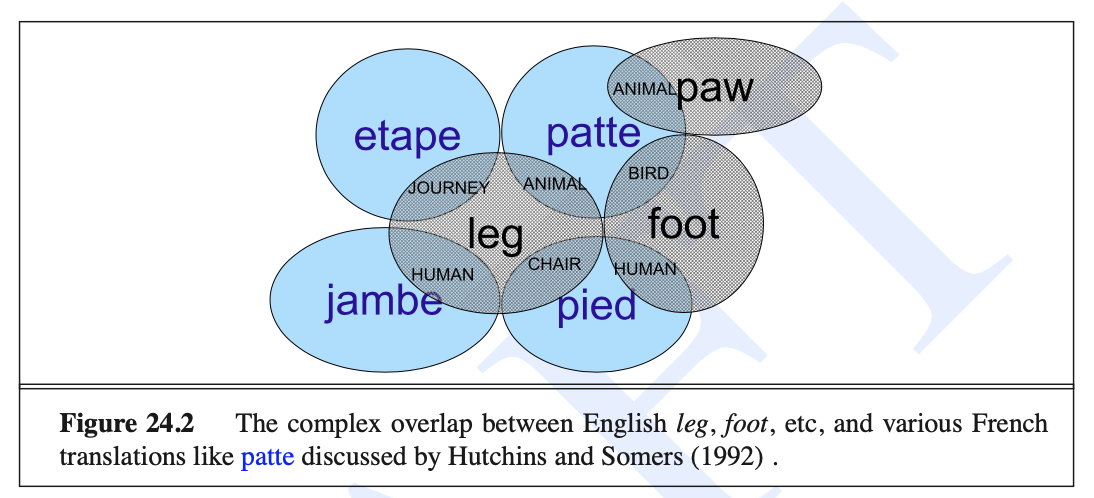 etape
patte
ANIMAL
paw
JOURNEY
ANIMAL
BIRD
leg
foot
HUMAN
CHAIR
HUMAN
jambe
pied
Figure 24.2 The complex overlap between English leg, foot, etc, and various French
translations like patte discussed by Hutchins and Somers (1992) .